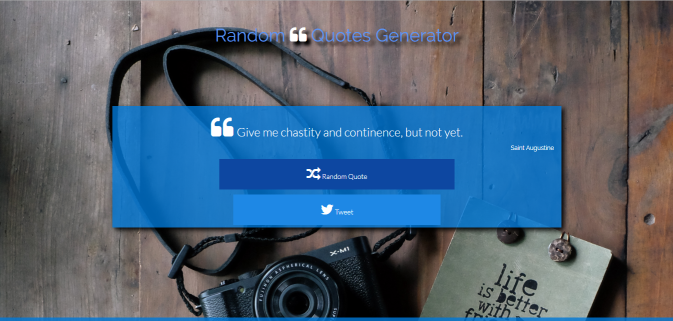 Random Quotes Generator
Give me chastity and continence, but not yet.
Saint Augustine
Random Quote
Tweet
X-M1
FUJINON ASPHERICAL LENS
life
is better
with